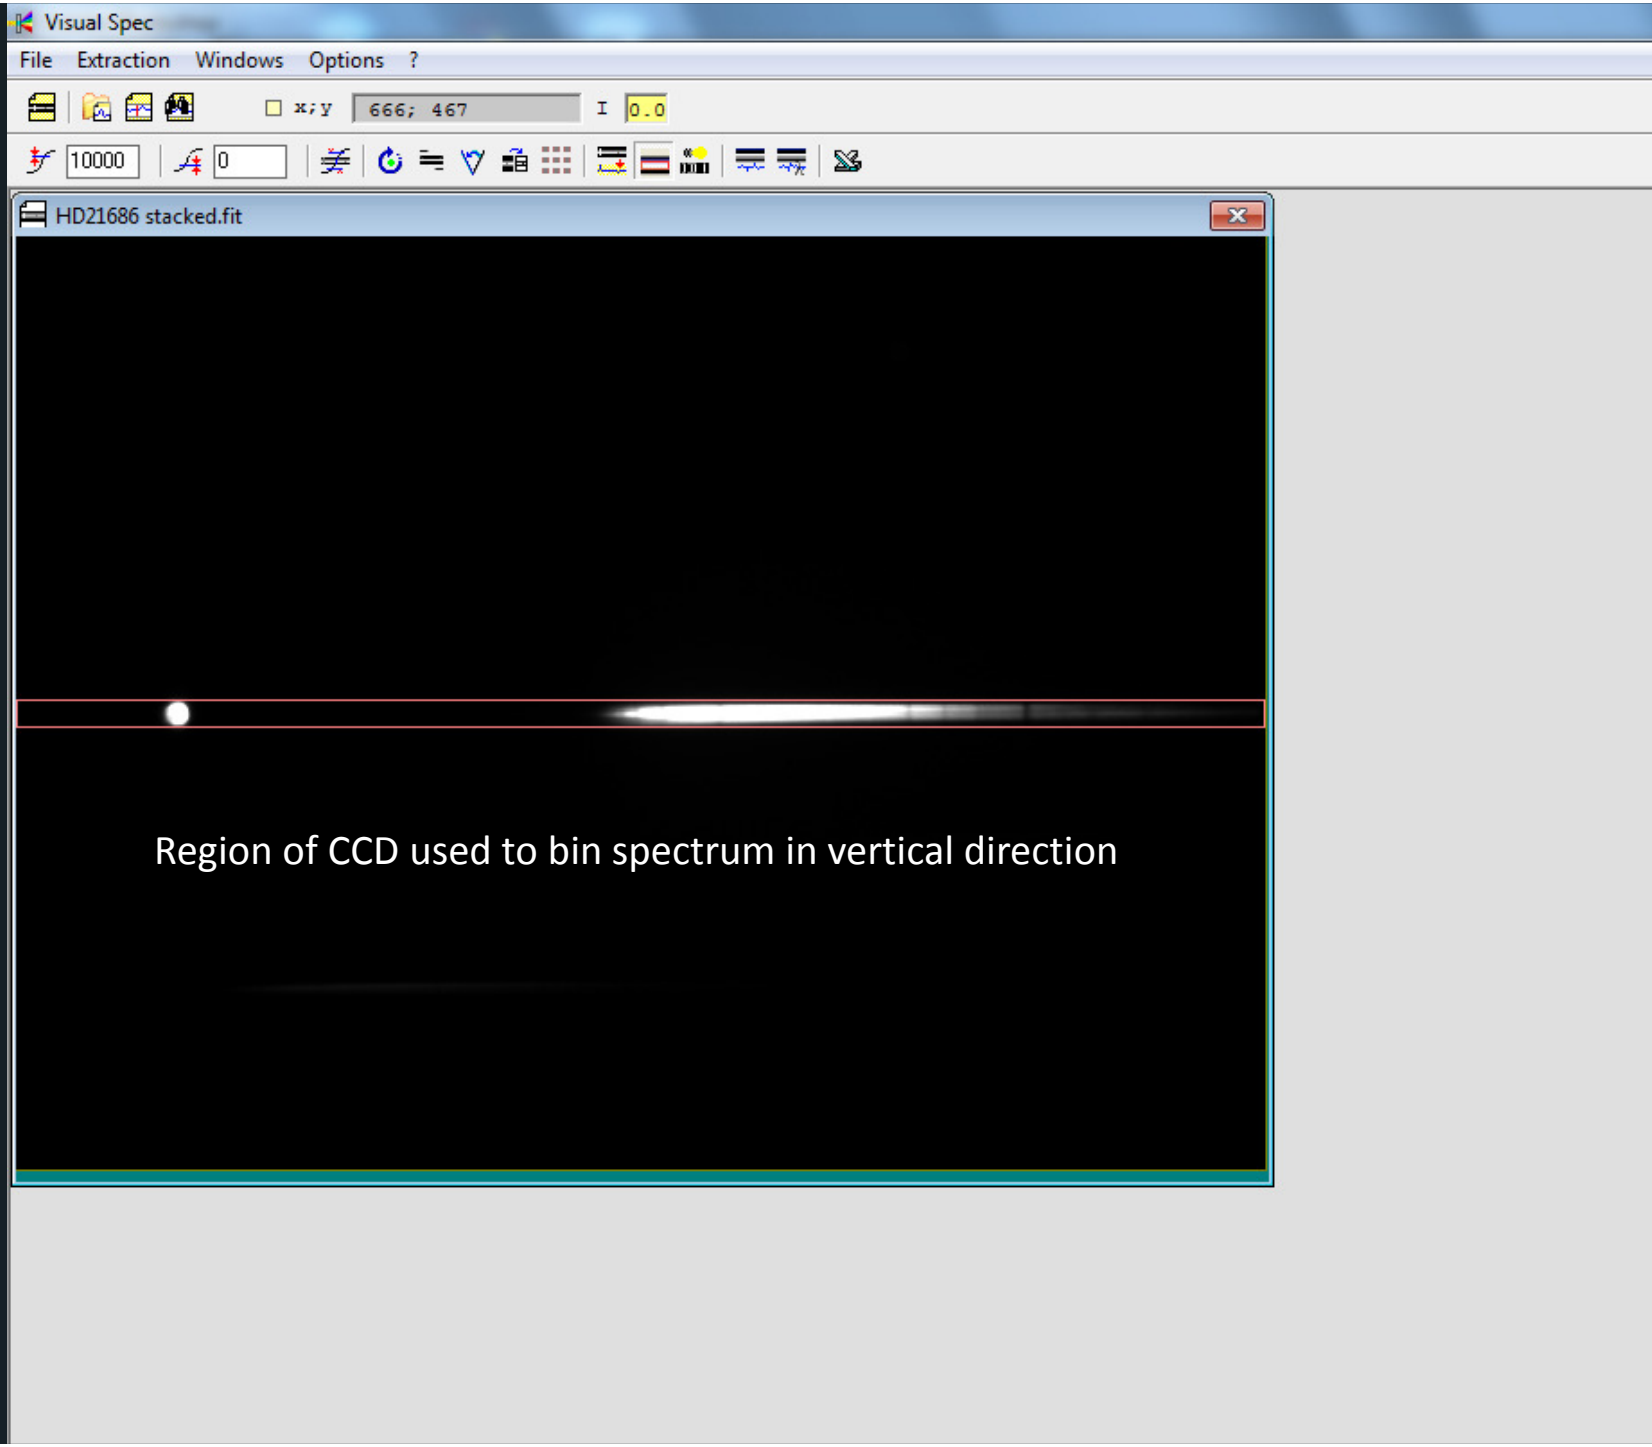 Visual Spec
File Extraction Windows Options ?
x;y 666; 467 I 0.0
10000 0
HD21686 stacked.fit
Region of CCD used to bin spectrum in vertical direction